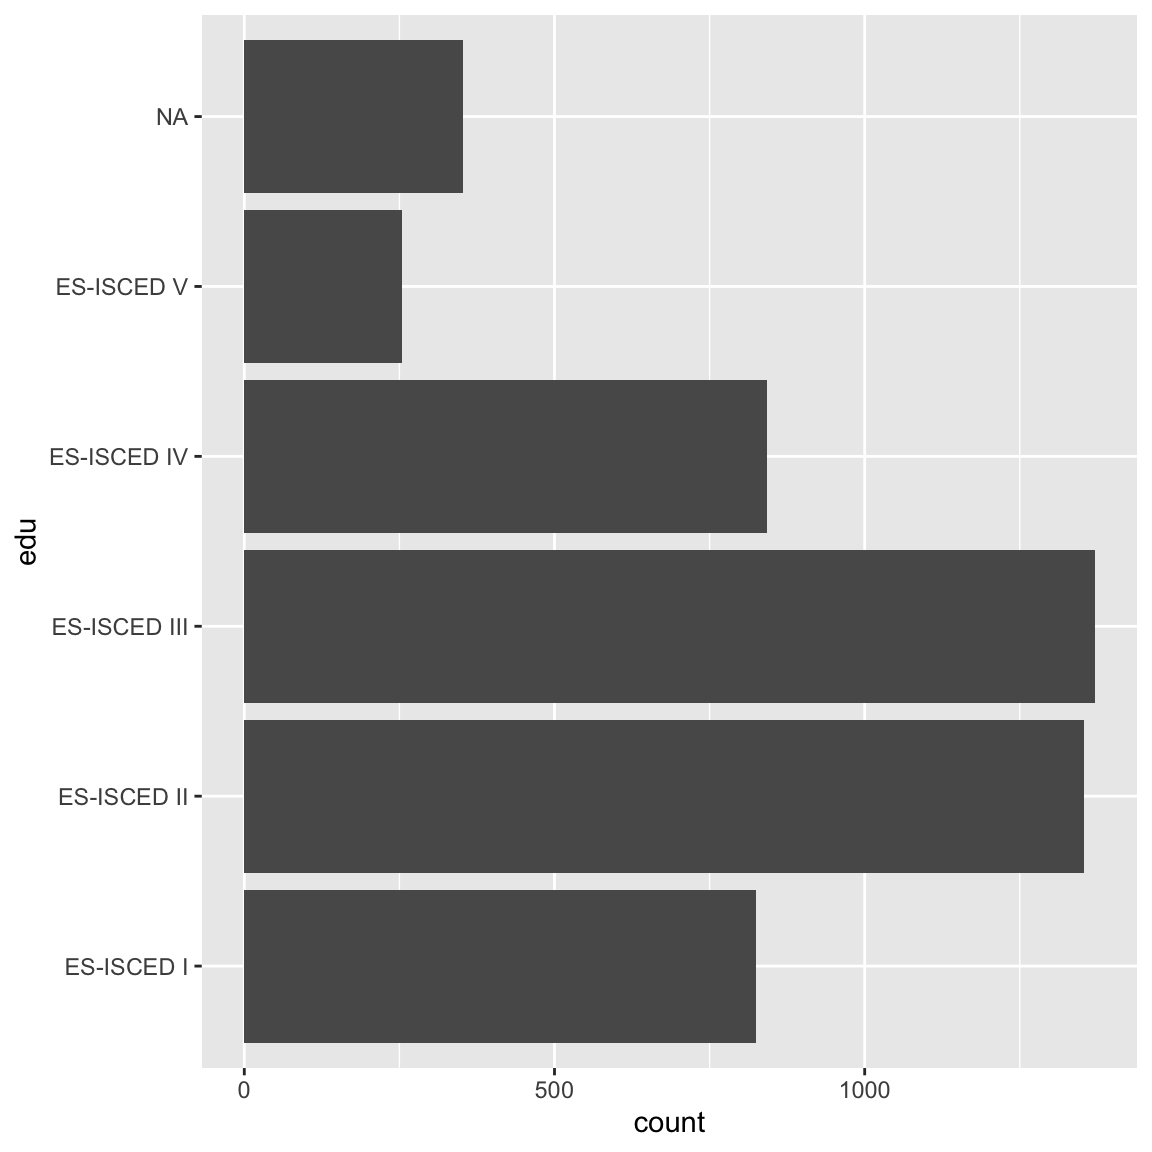 NA
ES-ISCED V
ES-ISCED IV
ES-ISCED III
ES-ISCED II
ES-ISCED I
edu
0 500 1000
count